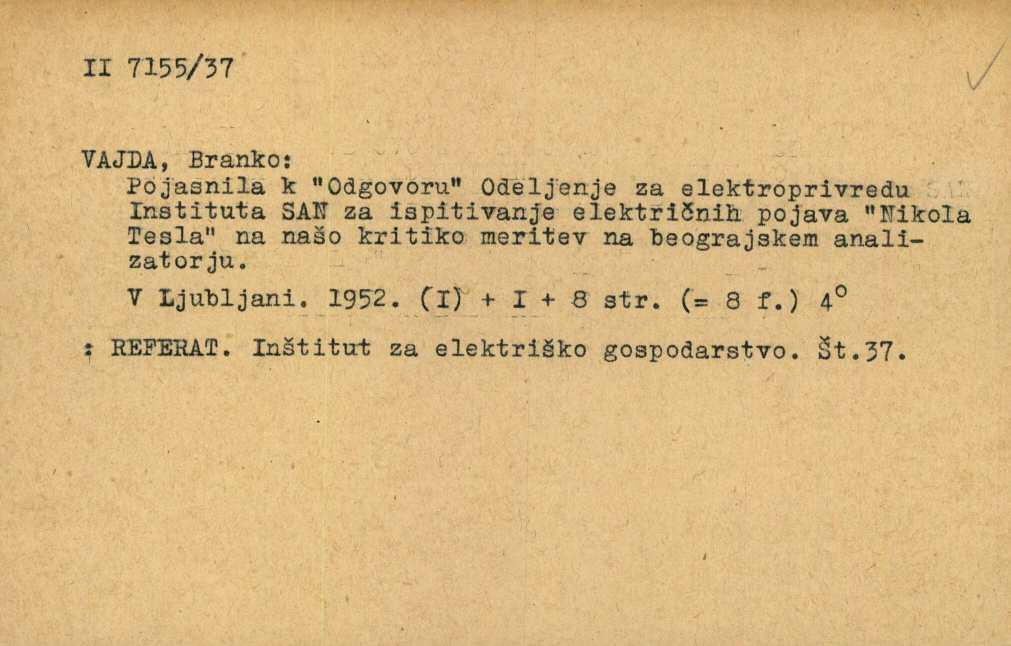 II 7155/37
VAJDA, Branko:
Pojasnila k "Odgovoru" Odeljenje za elektroprivredu
Instituta SAN za ispitivanje električnih pojava "Nikola
Tesla" na našo kritiko meritev na beograjskem anali-
zatorju.
V Ljubljani. 1952. (I) + I + 8 str. (= 8 f.) 4°
: REFERAT. Inštitut za elektriško gospodarstvo. Št.37.